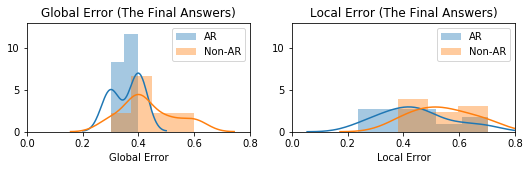 Global Error (The Final Answers)
AR
Non-AR
10
5
0
0.0 0.2 0.4 0.6 0.8
Global Error
Local Error (The Final Answers)
AR
Non-AR
10
5
0
0.0 0.2 0.4 0.6 0.8
Local Error